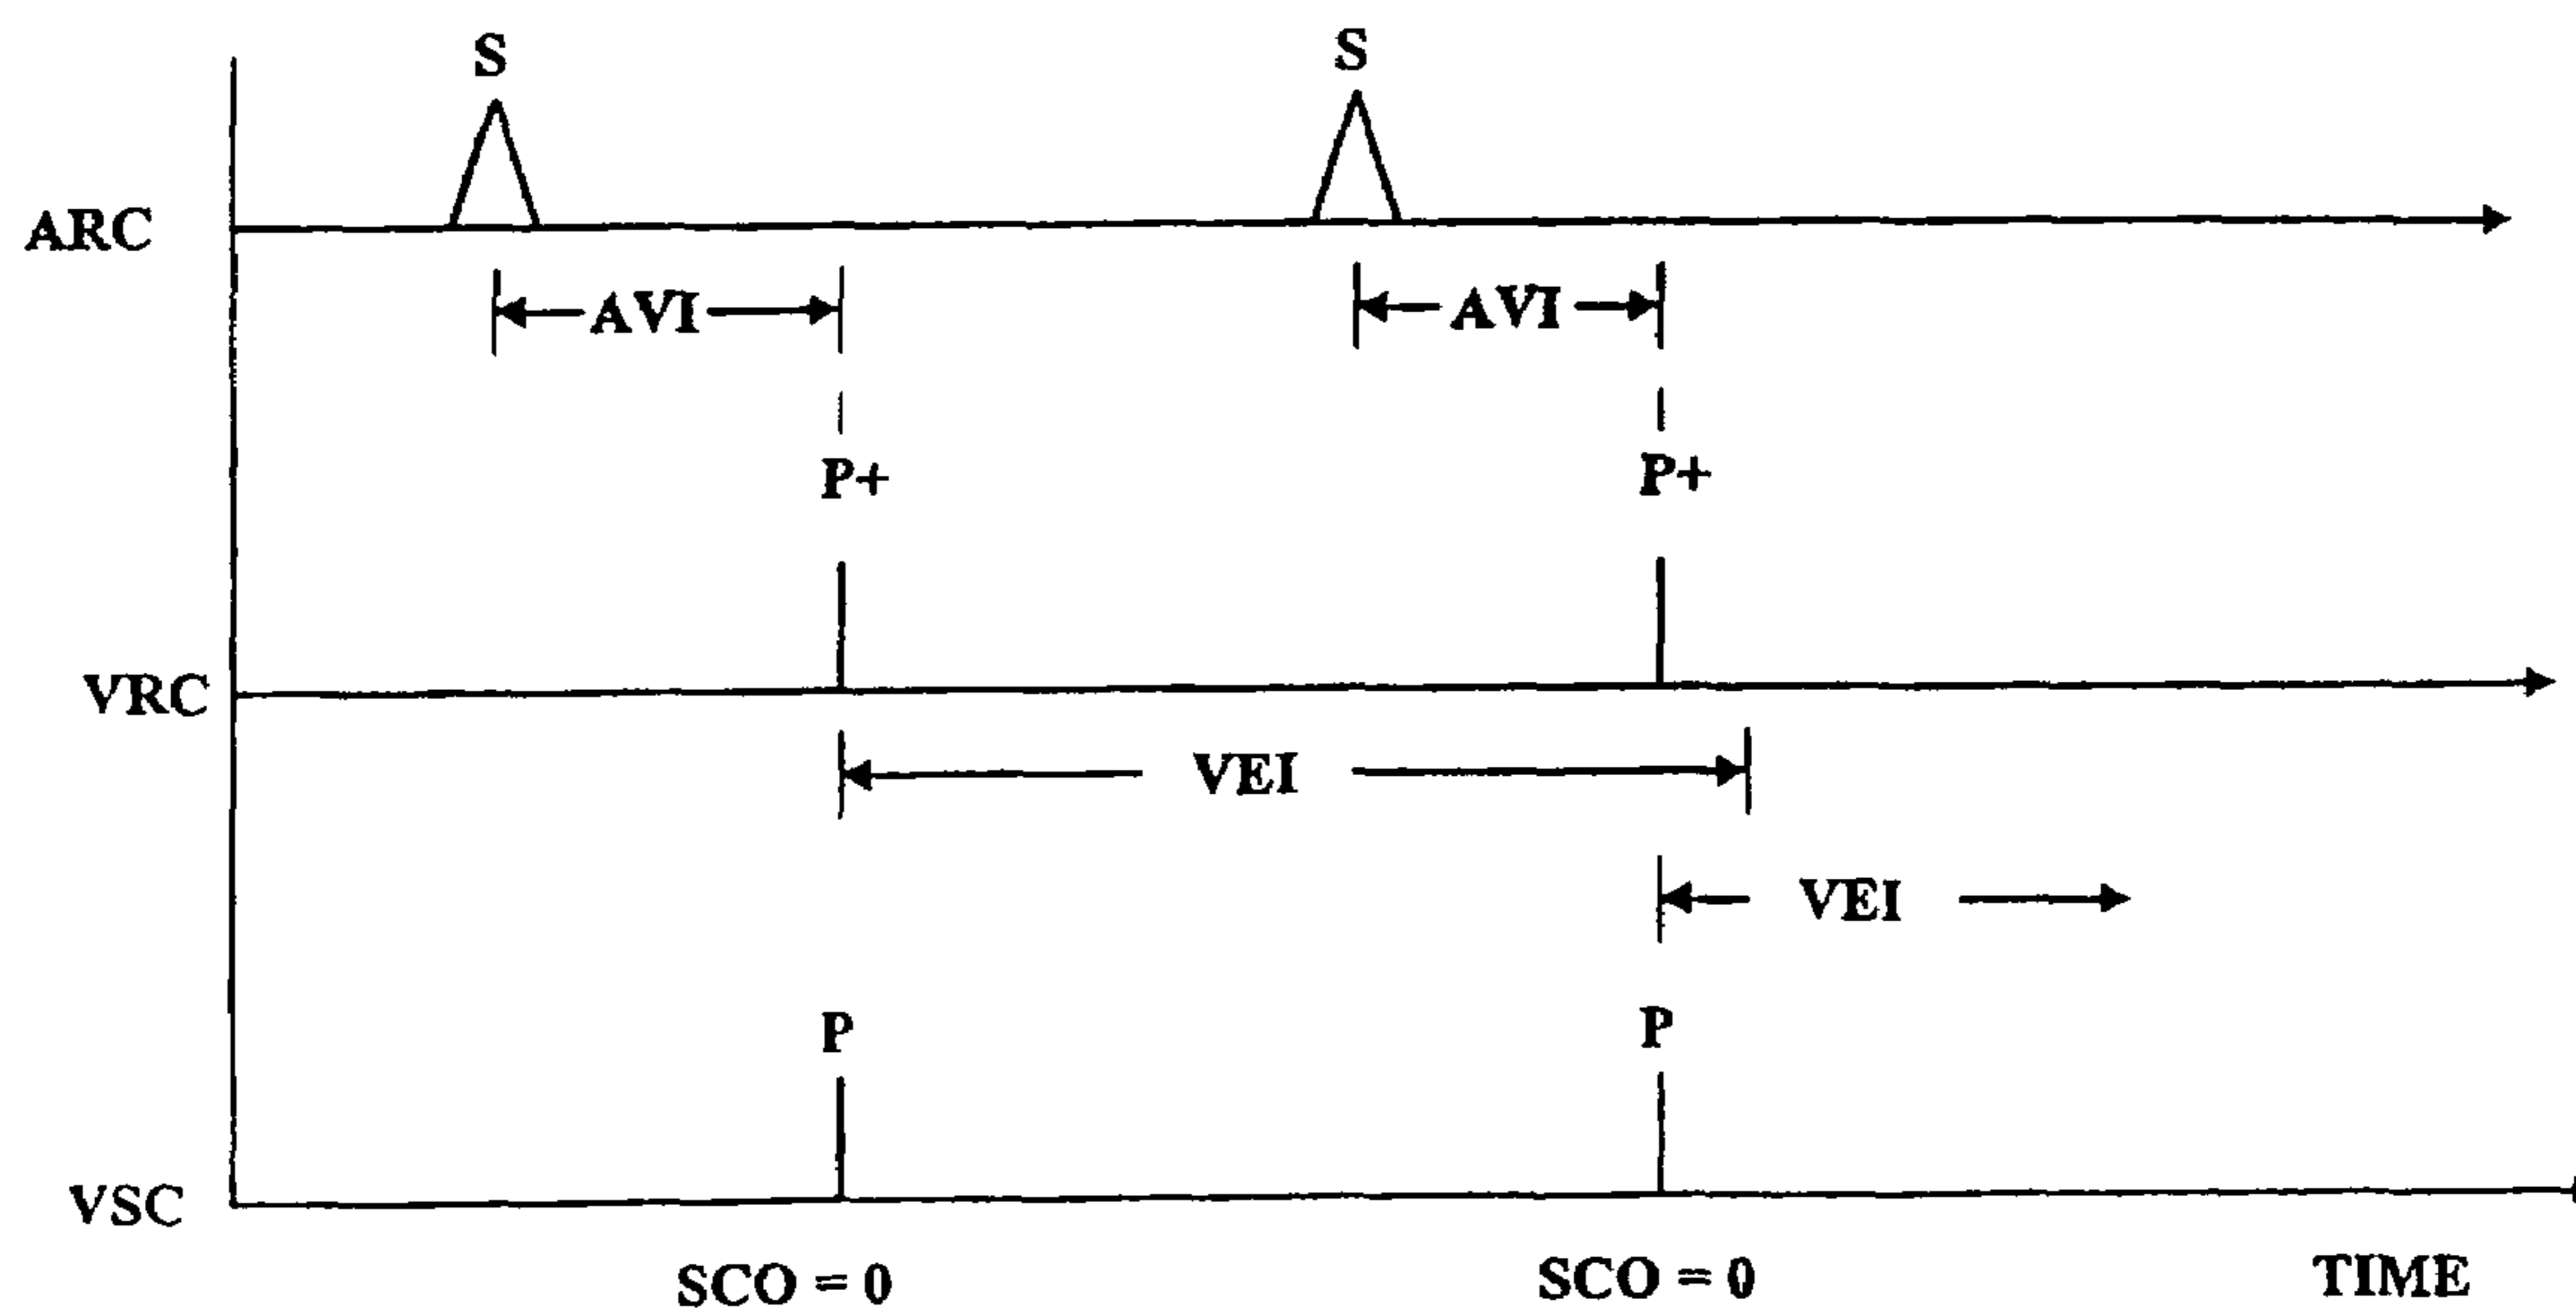 S S
ARC
AVI AVI
P+ P+
VRC
VEI
VEI
P P
VSC
SCO = 0 SCO = 0 TIME